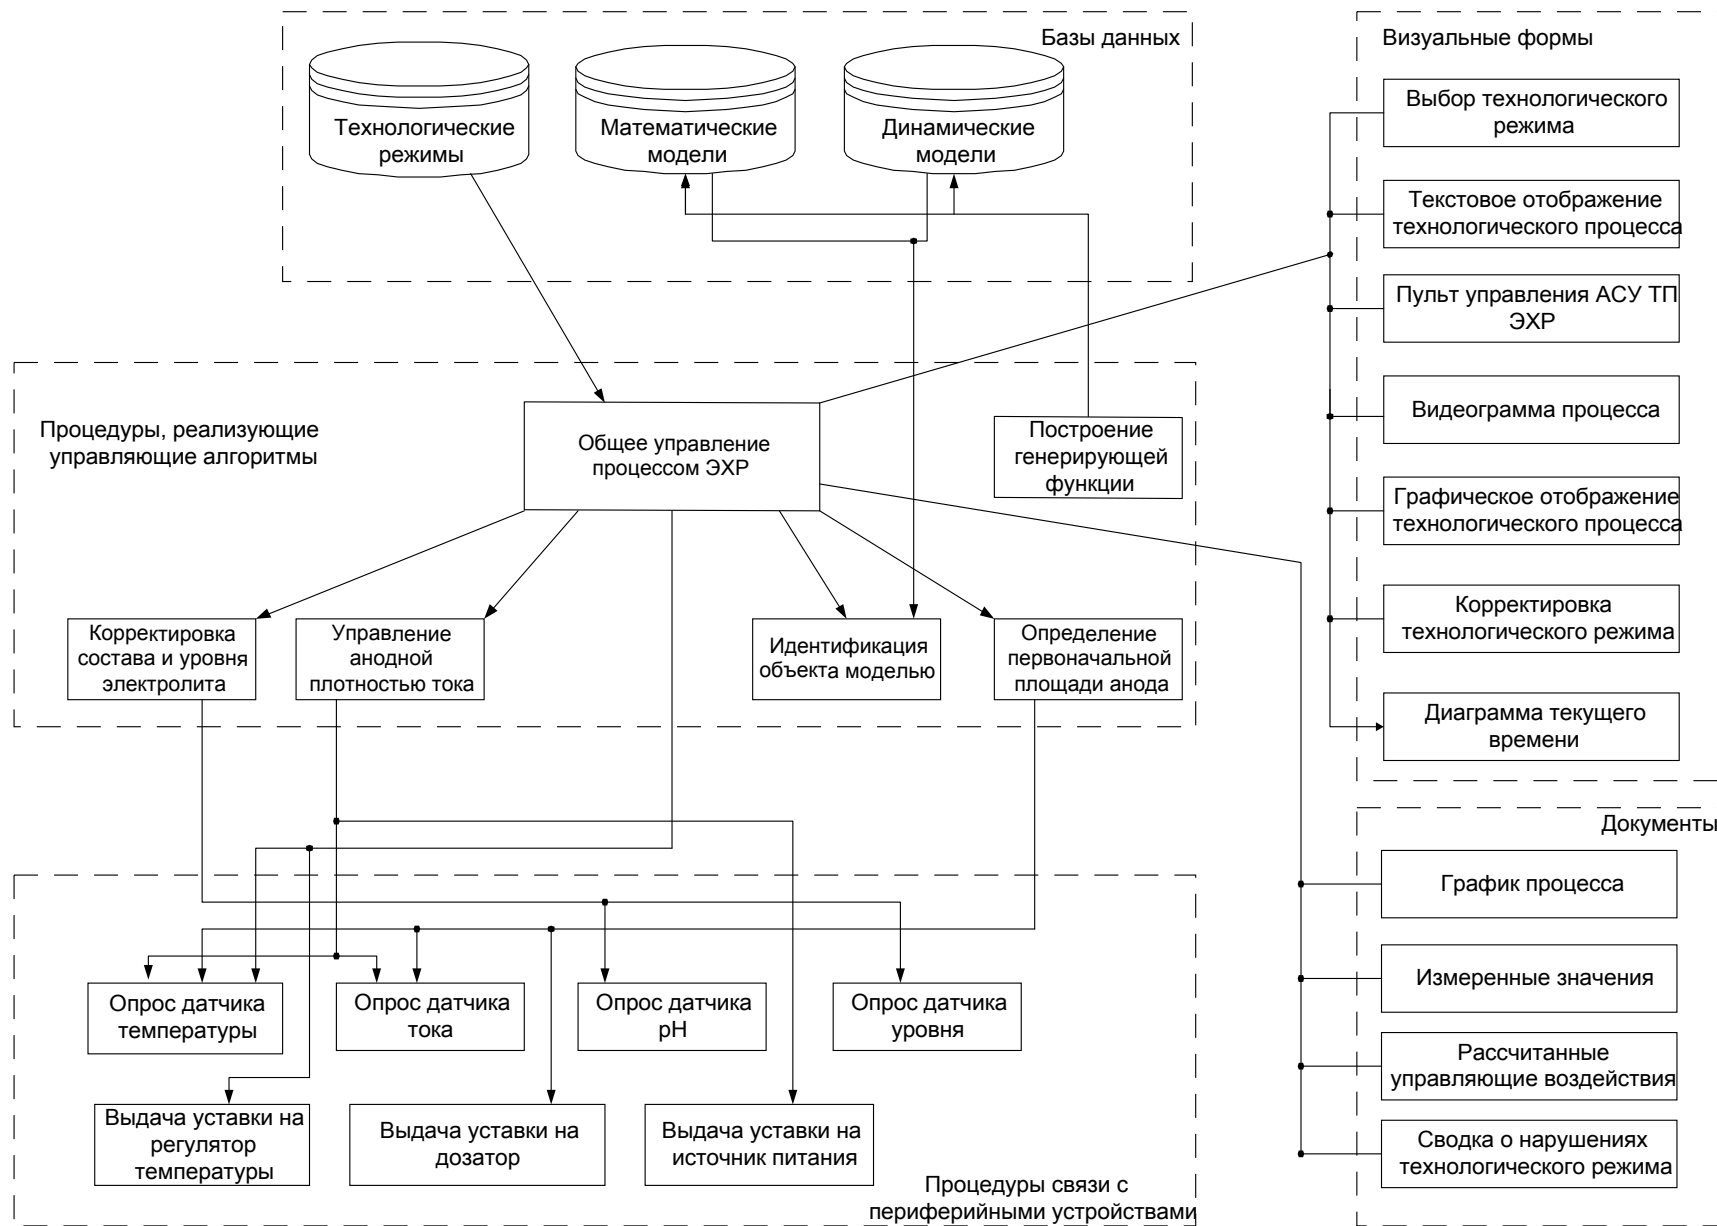 Базы данных
Технологические
режимы
Математические
модели
Динамические
модели
Визуальные формы
Выбор технологического
режима
Текстовое отображение
технологического процесса
Пульт управления АСУ ТП
ЭХР
Видеограмма процесса
Графическое отображение
технологического процесса
Корректировка
технологического режима
Диаграмма текущего
времени
Процедуры, реализующие
управляющие алгоритмы
Общее управление
процессом ЭХР
Построение
генерирующей
функции
Корректировка
состава и уровня
электролита
Управление
анодной
плотностью тока
Идентификация
объекта моделью
Определение
первоначальной
площади анода
Документы
График процесса
Измеренные значения
Рассчитанные
управляющие воздействия
Сводка о нарушениях
технологического режима
Опрос датчика
температуры
Опрос датчика
тока
Опрос датчика
pH
Опрос датчика
уровня
Выдача уставки на
регулятор
температуры
Выдача уставки на
дозатор
Выдача уставки на
источник питания
Процедуры связи с
периферийными устройствами